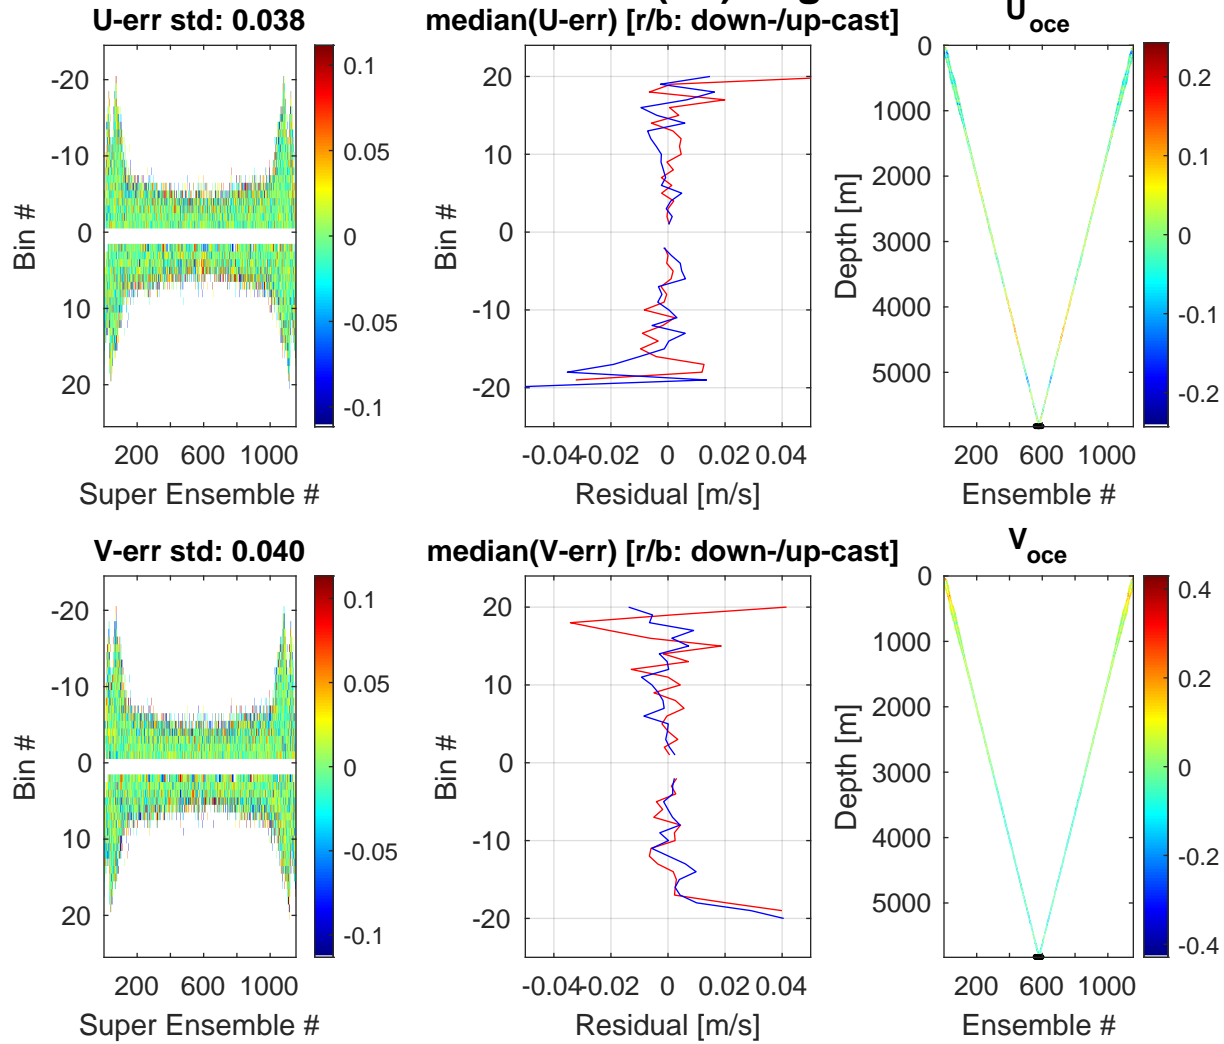 U-err std: 0.038
median(U-err) [r/b: down-/up-cast]
U_oce
-20
-10
0
10
20
Bin #
200 600 1000
Super Ensemble #
0.1
0.05
0
-0.05
-0.1
20
10
0
-10
-20
Bin #
-0.04 -0.02 0 0.02 0.04
Residual [m/s]
0
1000
2000
3000
4000
5000
Depth [m]
200 600 1000
Ensemble #
0.2
0.1
0
-0.1
-0.2
V-err std: 0.040
median(V-err) [r/b: down-/up-cast]
V_oce
-20
-10
0
10
20
Bin #
200 600 1000
Super Ensemble #
0.1
0.05
0
-0.05
-0.1
20
10
0
-10
-20
Bin #
-0.04 -0.02 0 0.02 0.04
Residual [m/s]
0
1000
2000
3000
4000
5000
Depth [m]
200 600 1000
Ensemble #
0.4
0.2
0
-0.2
-0.4